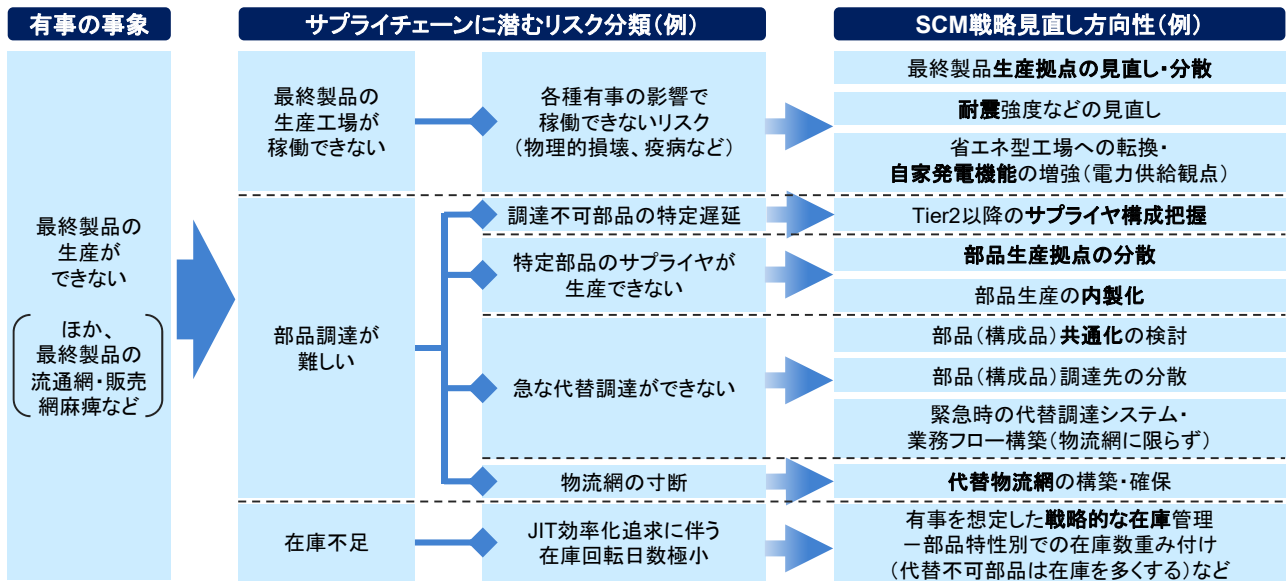 有事の事象
サプライチェーンに潜むリスク分類(例)
SCM戦略見直し方向性(例)
最終製品の
生産が
できない
ほか、
最終製品の
流通網・販売
網麻痺など
最終製品の
生産工場が
稼働できない
各種有事の影響で
稼働できないリスク
(物理的損壊、疫病など)
最終製品生産拠点の見直し・分散
耐震強度などの見直し
省エネ型工場への転換・
自家発電機能の増強(電力供給観点)
部品調達が
難しい
調達不可部品の特定遅延
Tier2以降のサプライヤ構成把握
特定部品のサプライヤが
生産できない
部品生産拠点の分散
部品生産の内製化
急な代替調達ができない
部品(構成品)共通化の検討
部品(構成品)調達先の分散
緊急時の代替調達システム・
業務フロー構築(物流網に限らず)
物流網の寸断
代替物流網の構築・確保
在庫不足
JIT効率化追求に伴う
在庫回転日数極小
有事を想定した戦略的な在庫管理
－部品特性別での在庫数重み付け
(代替不可部品は在庫を多くする)など